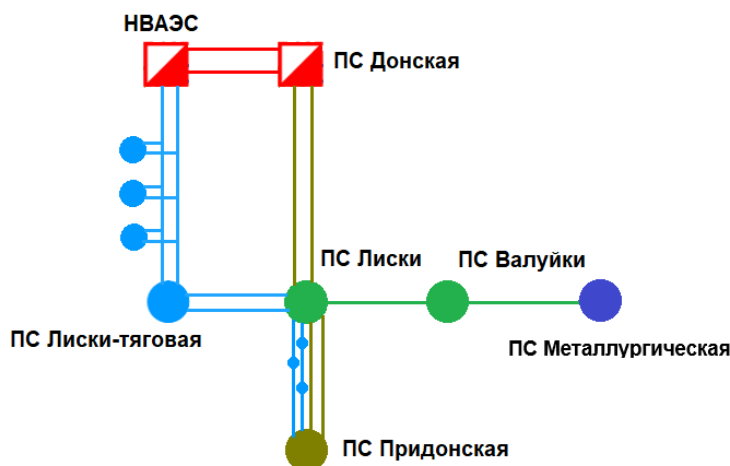 НВАЭС
ПС Донская
ПС Лиски
ПС Валуйки
ПС Лиски-тяговая
ПС Металлургическая
ПС Придонская